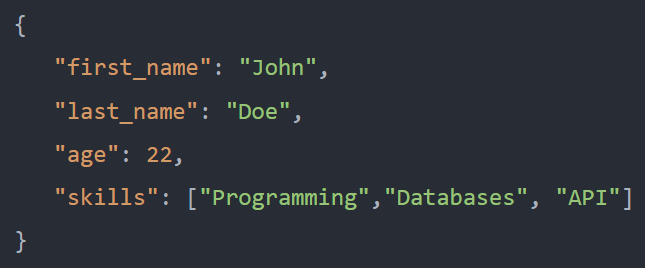 {
"first_name": "John",
"last_name": "Doe",
"age": 22,
"skills": ["Programming","Databases", "API"]
}